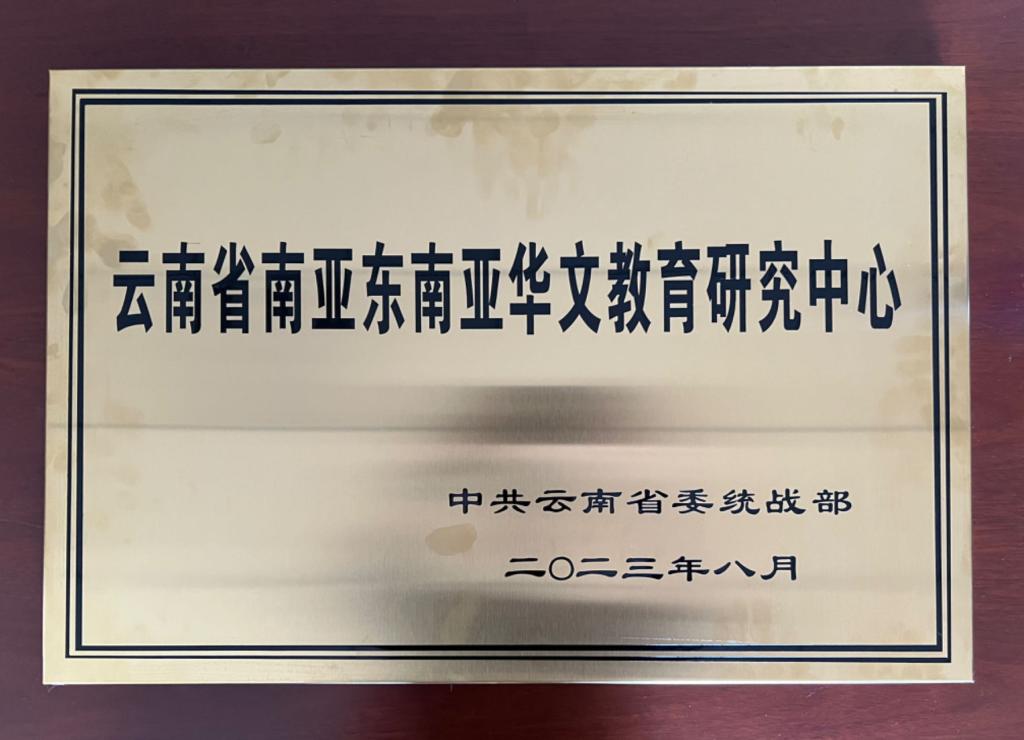 云南省南亚东南亚华文教育研究中心
中共云南省委统战部
二〇二三年八月